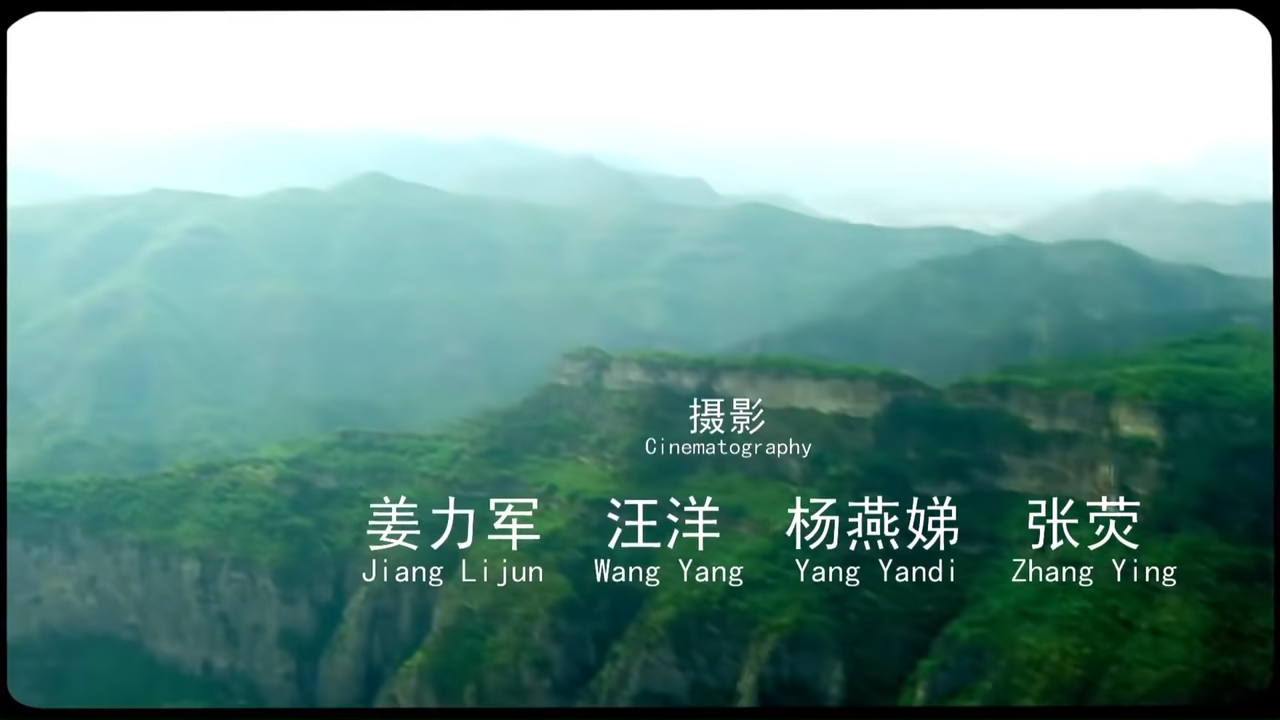 摄影
Cinematography
姜力军 汪洋 杨燕娣 张荧
Jiang Lijun Wang Yang Yang Yandi Zhang Ying